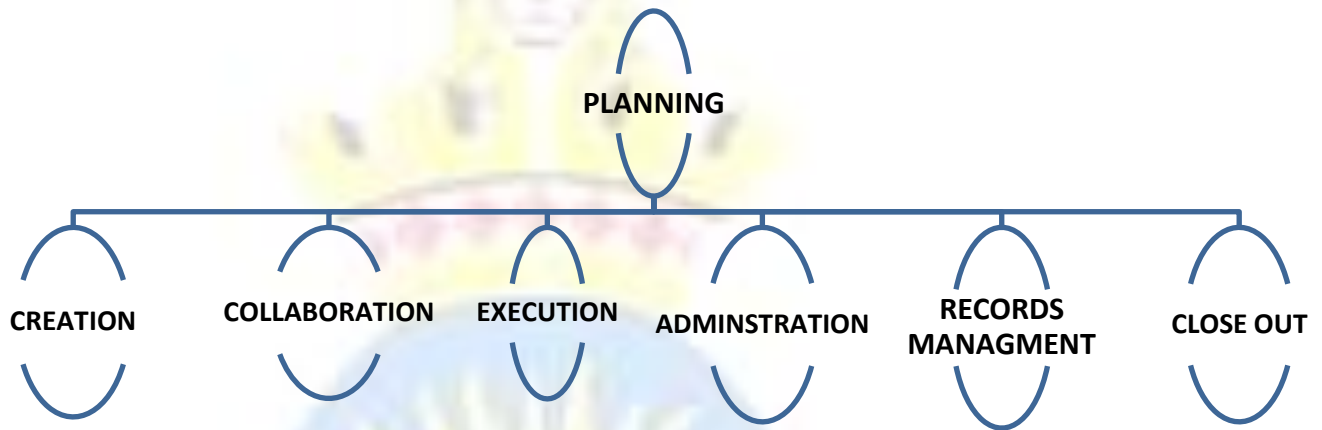 PLANNING
CREATION
COLLABORATION
EXECUTION
ADMINSTRATION
RECORDS
MANAGMENT
CLOSE OUT